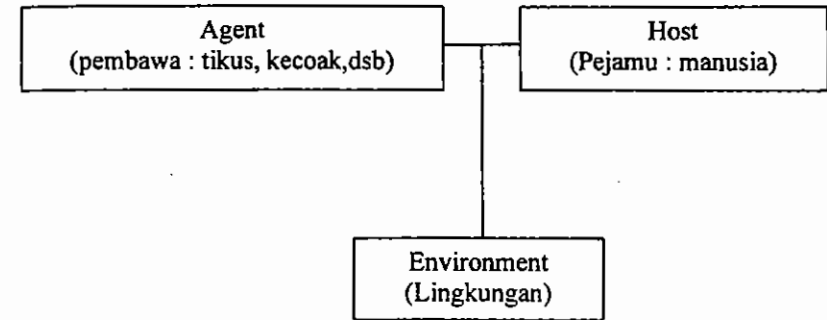 Agent
(pembawa : tikus, kecoak,dsb)
Host
(Pejamu : manusia)
Environment
(Lingkungan)